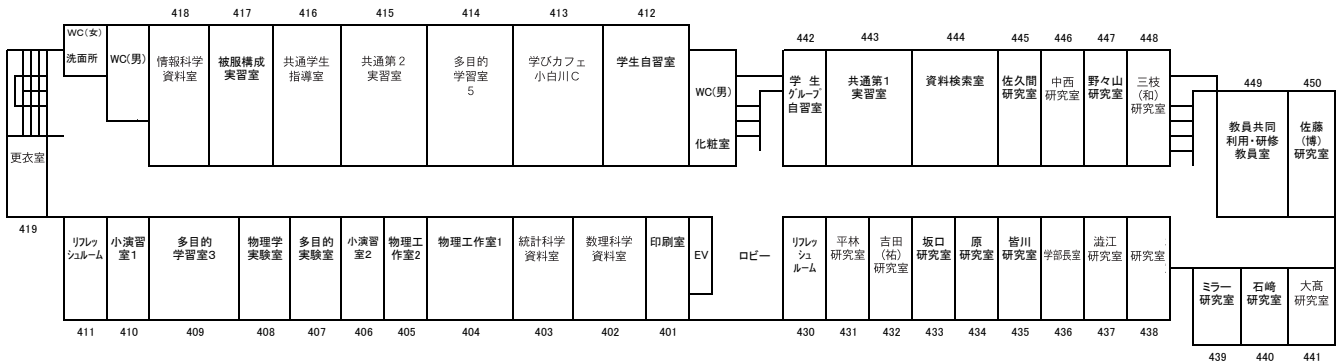 418 417 416 415 414 413 412
WC(女)
洗面所
WC(男)
情報科学
資料室
被服構成
実習室
共通学生
指導室
共通第2
実習室
多目的
学習室
5
学びカフェ
小白川C
学生自習室
WC(男)
化粧室
442 443 444 445 446 447 448
学 生
グループ
自習室
共通第1
実習室
資料検索室
佐久間
研究室
中西
研究室
野々山
研究室
三枝
(和)
研究室
449 450
教員共同
利用・研修
教員室
佐藤
(博)
研究室
更衣室
419
リフレッ
シュルーム
小演習
室1
多目的
学習室3
物理学
実験室
多目的
実験室
小演習
室2
物理工
作室2
物理工作室1
統計科学
資料室
数理科学
資料室
印刷室
EV
ロビー
リフレッ
シュ
ルーム
平林
研究室
吉田
(祐)
研究室
坂口
研究室
原
研究室
皆川
研究室
学部長室
澁江
研究室
研究室
ミラー
研究室
石﨑
研究室
大髙
研究室
411 410 409 408 407 406 405 404 403 402 401
430 431 432 433 434 435 436 437 438
439 440 441